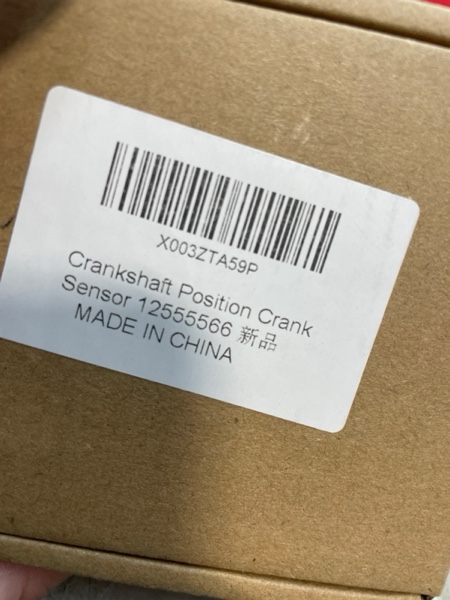 X003ZTA59P
Crankshaft Position Crank
Sensor 12555566 新品
MADE IN CHINA